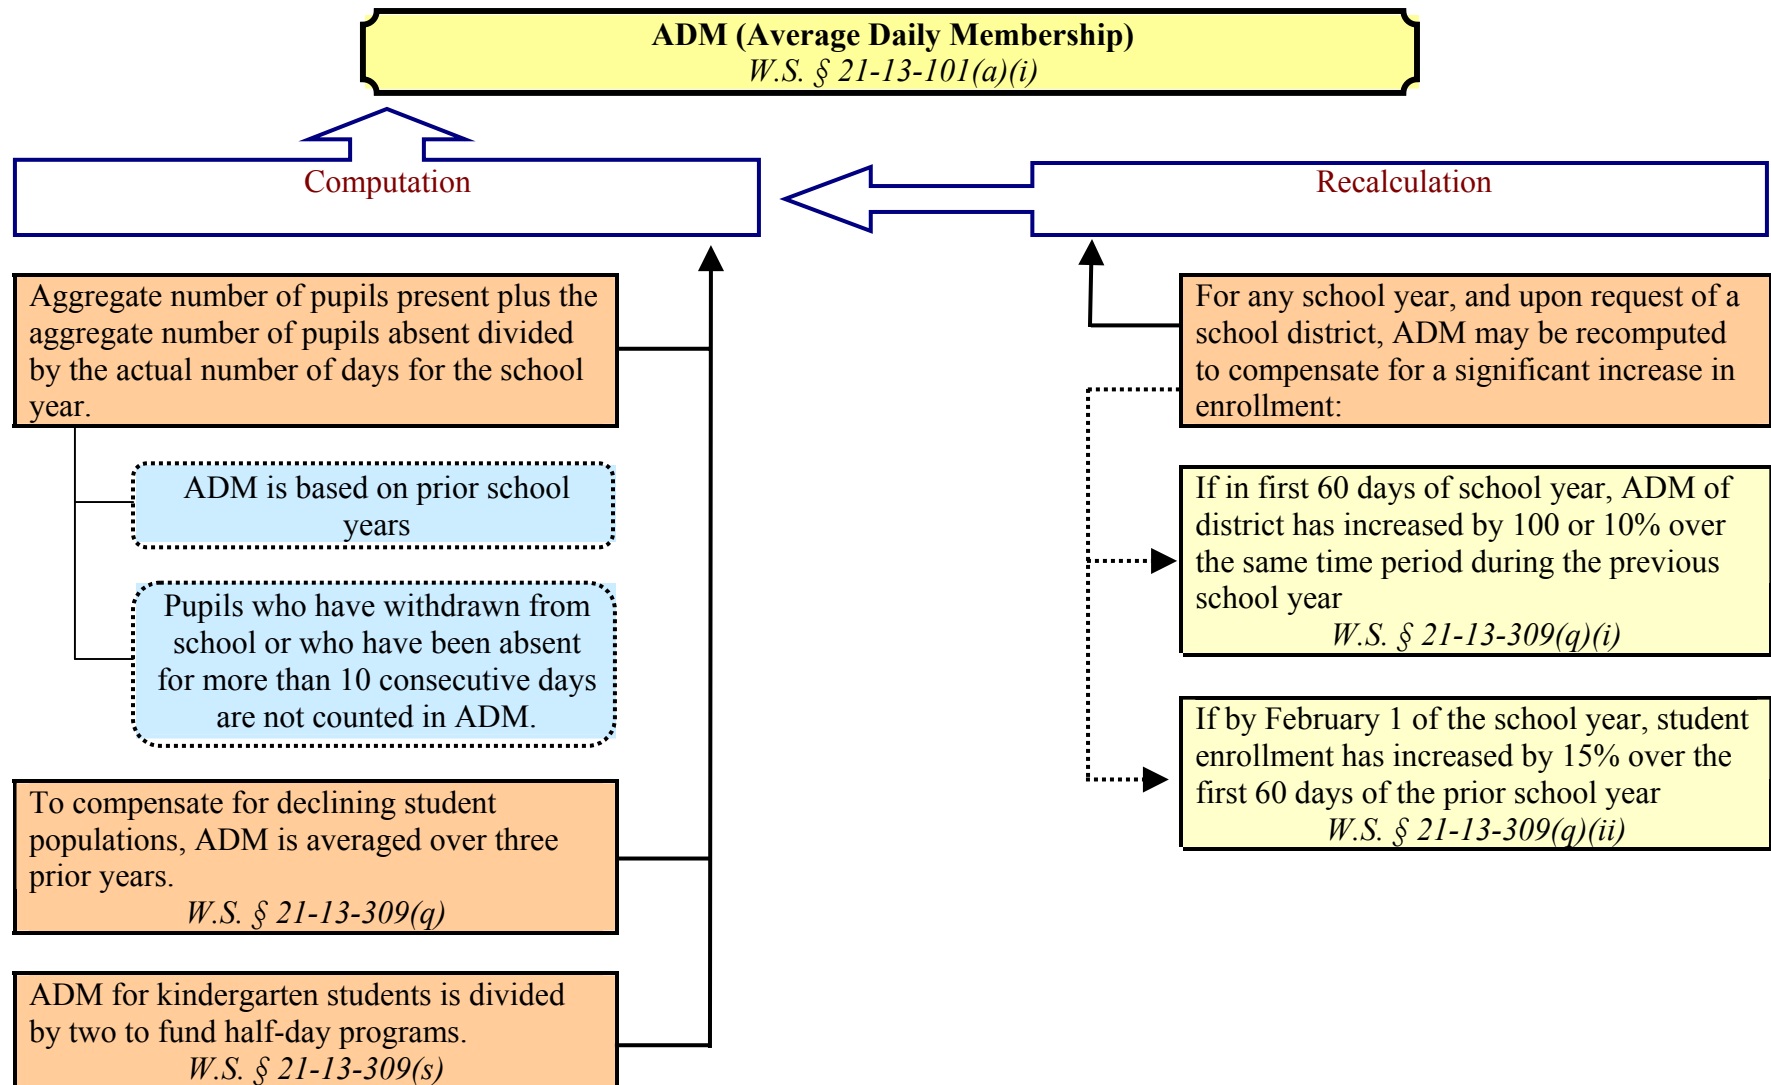 ADM (Average Daily Membership)
W.S. § 21-13-101(a)(i)
Computation
Recalculation
Aggregate number of pupils present plus the
aggregate number of pupils absent divided
by the actual number of days for the school
year.
ADM is based on prior school
years
Pupils who have withdrawn from
school or who have been absent
for more than 10 consecutive days
are not counted in ADM.
To compensate for declining student
populations, ADM is averaged over three
prior years.
W.S. § 21-13-309(q)
ADM for kindergarten students is divided
by two to fund half-day programs.
W.S. § 21-13-309(s)
For any school year, and upon request of a
school district, ADM may be recomputed
to compensate for a significant increase in
enrollment:
If in first 60 days of school year, ADM of
district has increased by 100 or 10% over
the same time period during the previous
school year
W.S. § 21-13-309(q)(i)
If by February 1 of the school year, student
enrollment has increased by 15% over the
first 60 days of the prior school year
W.S. § 21-13-309(q)(ii)